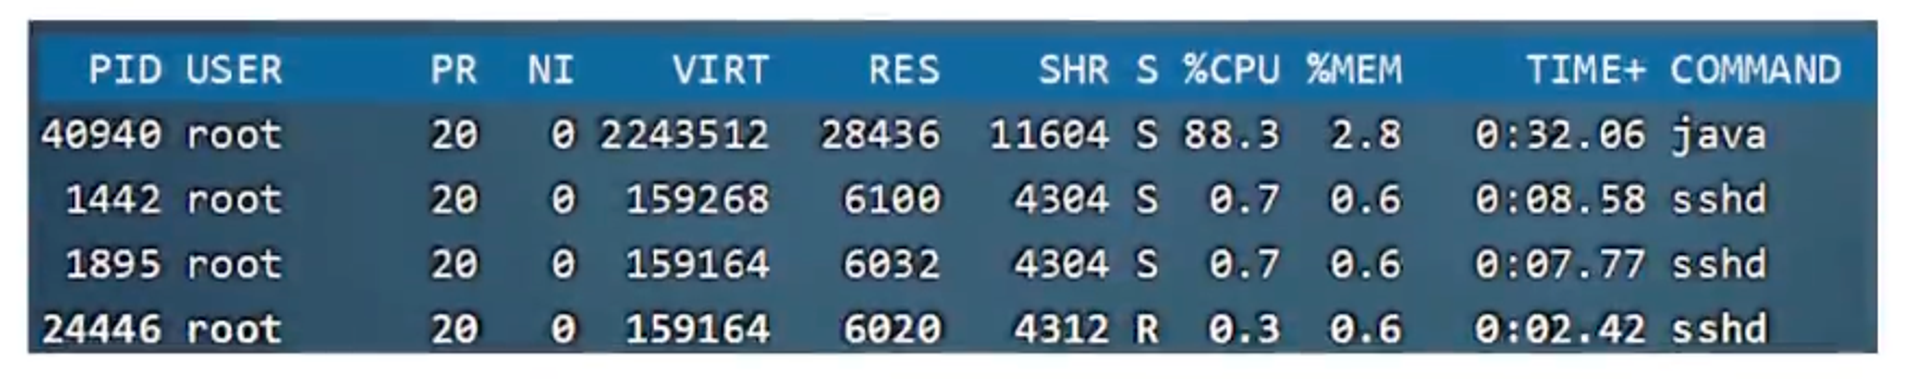 PID USER PR NI VIRT RES SHR S %CPU %MEM TIME+ COMMAND
40940 root 20 0 2243512 28436 11604 S 88.3 2.8 0:32.06 java
1442 root 20 0 159268 6100 4304 S 0.7 0.6 0:08.58 sshd
1895 root 20 0 159164 6032 4304 S 0.7 0.6 0:07.77 sshd
24446 root 20 0 159164 6020 4312 R 0.3 0.6 0:02.42 sshd